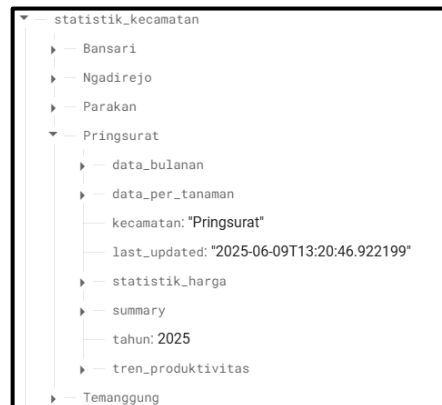 statistik_kecamatan
Bansari
Ngadirejo
Parakan
Pringsurat
data_bulanan
data_per_tanaman
kecamatan: "Pringsurat"
last_updated: "2025-06-09T13:20:46.922199"
statistik_harga
summary
tahun: 2025
tren_produktivitas
Temanggung